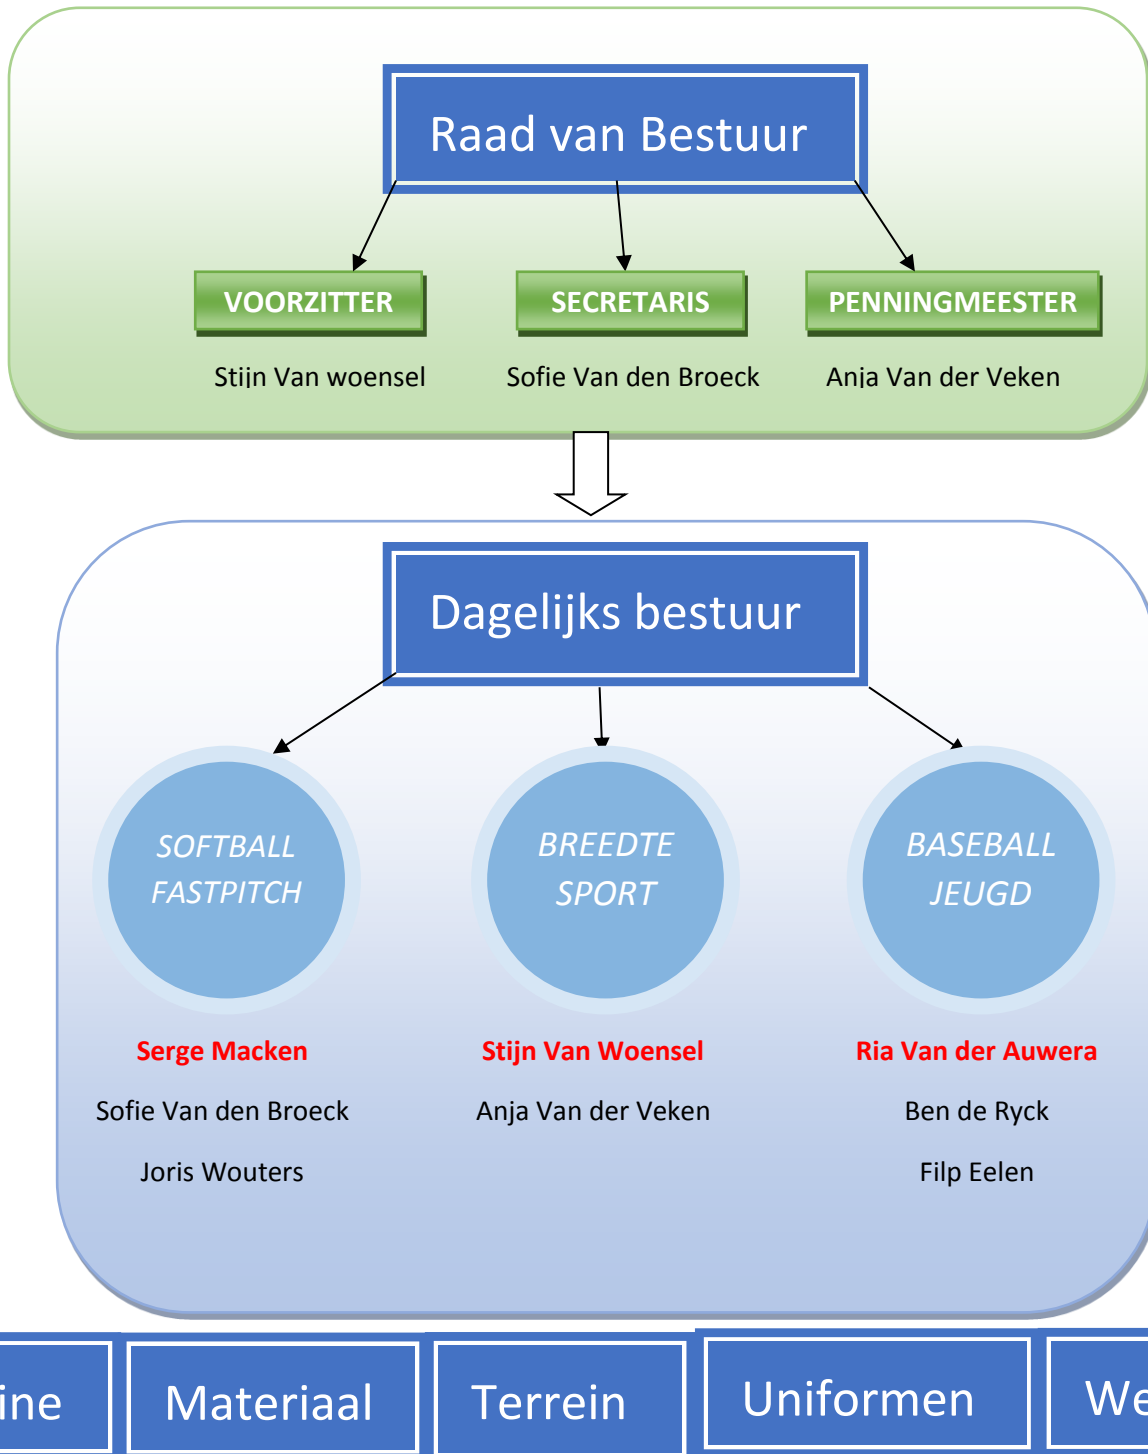 Raad van Bestuur
VOORZITTER SECRETARIS PENNINGMEESTER
Stijn Van woensel Sofie Van den Broeck Anja Van der Veken
Dagelijks bestuur
SOFTBALL FASTPITCH
BREEDTE SPORT
BASEBALL JEUGD
Serge Macken Stijn Van Woensel Ria Van der Auwera
Sofie Van den Broeck Anja Van der Veken Ben de Ryck
Joris Wouters Filp Eelen
Materiaal Terrein Uniformen